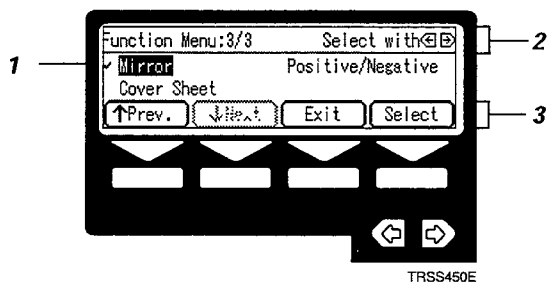 Function Menu:3/3 Select with
1 ✓ Mirror Positive/Negative 2
Cover Sheet
↑Prev. ↓Next Exit Select 3
TRSS450E